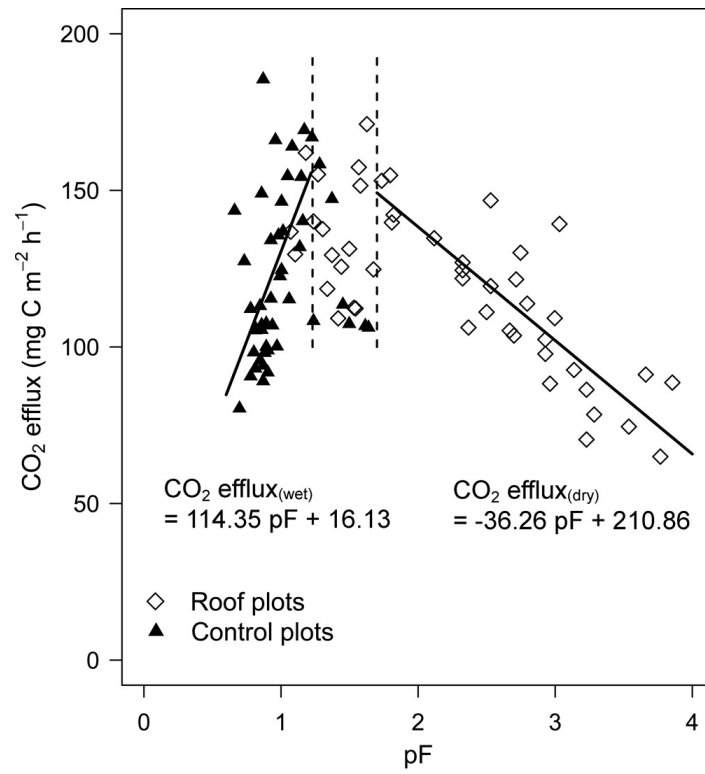 200
150
100
50
0
CO₂ efflux (mg C m⁻² h⁻¹)
CO₂ efflux(wet)
= 114.35 pF + 16.13
CO₂ efflux(dry)
= -36.26 pF + 210.86
Roof plots
Control plots
0 1 2 3 4
pF